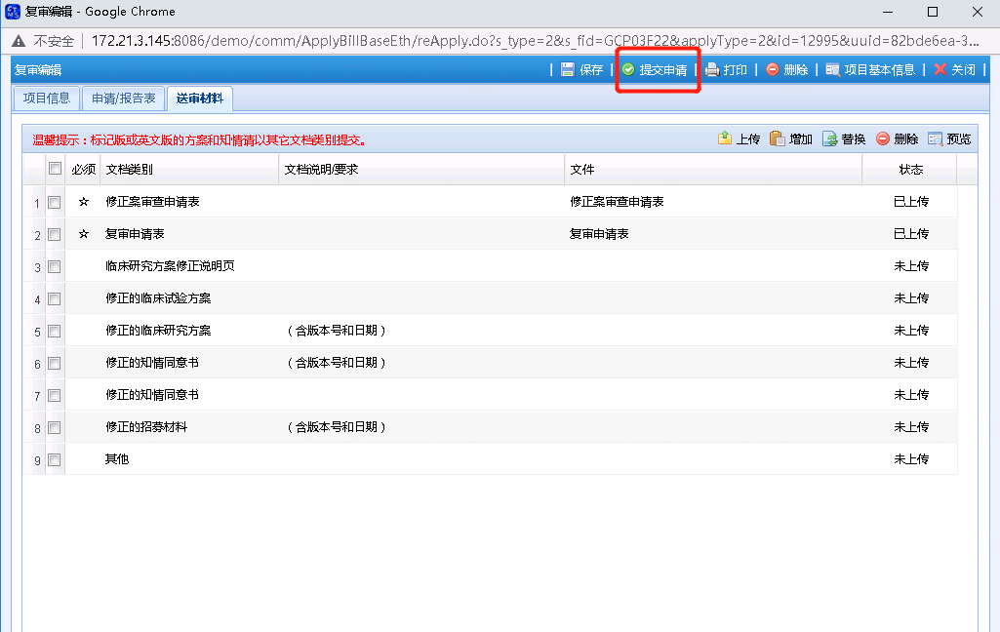 复审编辑 - Google Chrome
不安全 | 172.21.3.145:8086/demo/comm/ApplyBillBaseEth/reApply.do?s_type=2&s_fid=GCP03F22&applyType=2&id=12995&uuid=82bde6ea-3...
复审编辑 | 保存 | 提交申请 | 打印 | 删除 | 项目基本信息 | 关闭 |
项目信息 申请/报告表 送审材料
温馨提示：标记版或英文版的方案和知情请以其它文档类别提交。 上传 增加 替换 删除 预览
必须 文档类别 文档说明/要求 文件 状态
1 ☆ 修正案审查申请表 修正案审查申请表 已上传
2 ☆ 复审申请表 复审申请表 已上传
3 临床研究方案修正说明页 未上传
4 修正的临床试验方案 未上传
5 修正的临床研究方案 （含版本号和日期） 未上传
6 修正的知情同意书 （含版本号和日期） 未上传
7 修正的知情同意书 未上传
8 修正的招募材料 （含版本号和日期） 未上传
9 其他 未上传